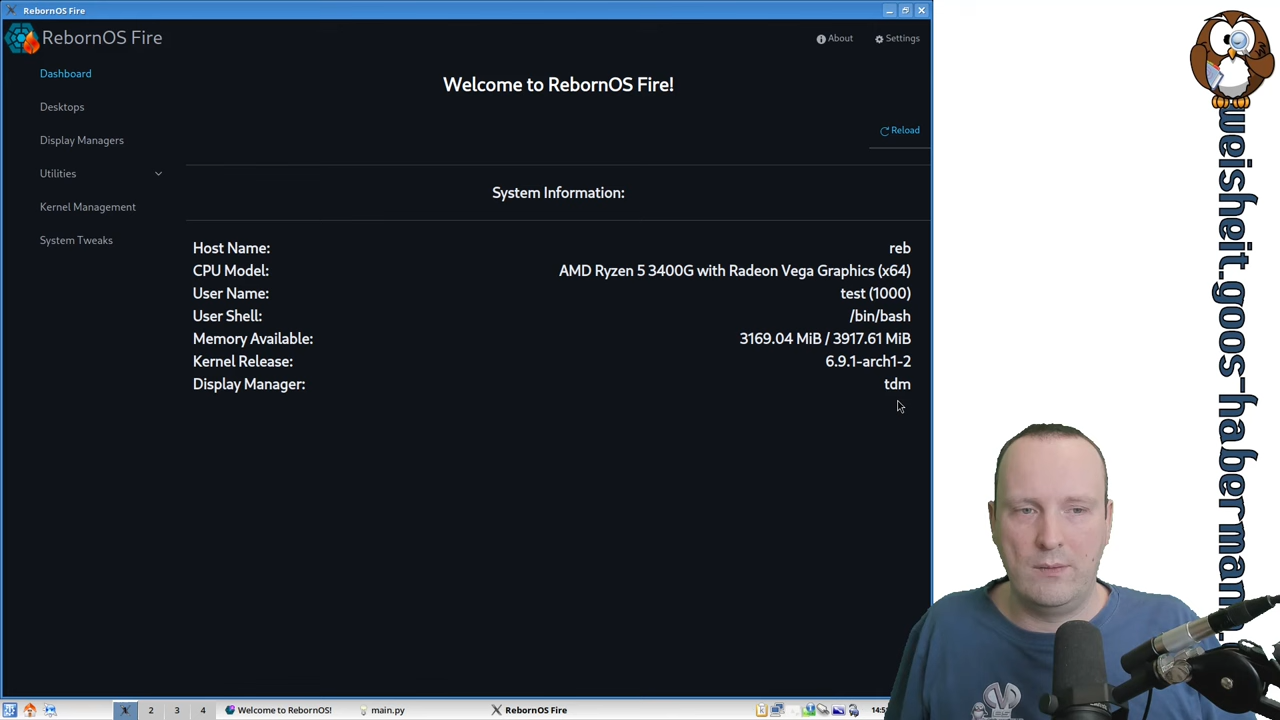 RebornOS Fire
RebornOS Fire
About
Settings
Dashboard
Desktops
Display Managers
Utilities
Kernel Management
System Tweaks
Welcome to RebornOS Fire!
Reload
System Information:
Host Name: reb
CPU Model: AMD Ryzen 5 3400G with Radeon Vega Graphics (x64)
User Name: test (1000)
User Shell: /bin/bash
Memory Available: 3169.04 MiB / 3917.61 MiB
Kernel Release: 6.9.1-arch1-2
Display Manager: tdm
2 3 4 Welcome to RebornOS! main.py RebornOS Fire
weisheit.goos-habermann.